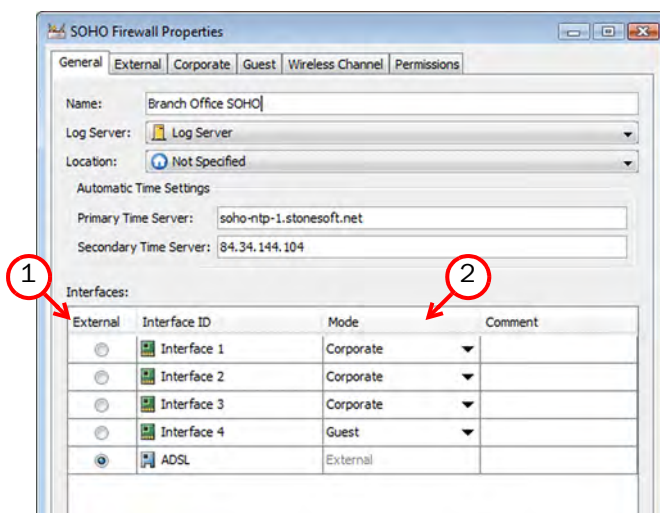 SOHO Firewall Properties
General External Corporate Guest Wireless Channel Permissions
Name: Branch Office SOHO
Log Server: Log Server
Location: Not Specified
Automatic Time Settings
Primary Time Server: soho-ntp-1.stonesoft.net
Secondary Time Server: 84.34.144.104
1 2
Interfaces:
External Interface ID Mode Comment
Interface 1 Corporate
Interface 2 Corporate
Interface 3 Corporate
Interface 4 Guest
ADSL External